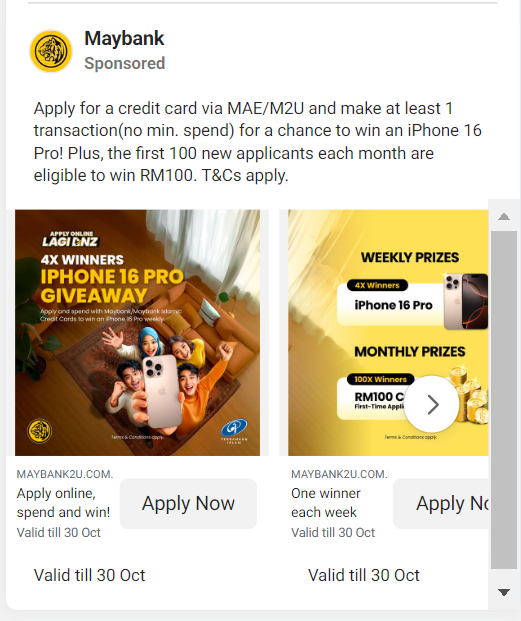 Maybank
Sponsored
Apply for a credit card via MAE/M2U and make at least 1
transaction(no min. spend) for a chance to win an iPhone 16
Pro! Plus, the first 100 new applicants each month are
eligible to win RM100. T&Cs apply.
APPLY ONLINE
LAGI BNZ
4X WINNERS
IPHONE 16 PRO
GIVEAWAY
Apply and spend with Maybank/Maybank Islamic
Credit Cards to win an iPhone 16 Pro weekly.
Terms & Conditions apply.
WEEKLY PRIZES
4X Winners
iPhone 16 Pro
MONTHLY PRIZES
100X Winners
RM100 C
First-Time Appli
Terms & Conditions apply.
MAYBANK2U.COM.
Apply online,
spend and win!
Valid till 30 Oct
Apply Now
MAYBANK2U.COM.
One winner
each week
Valid till 30 Oct
Apply No
Valid till 30 Oct
Valid till 30 Oct